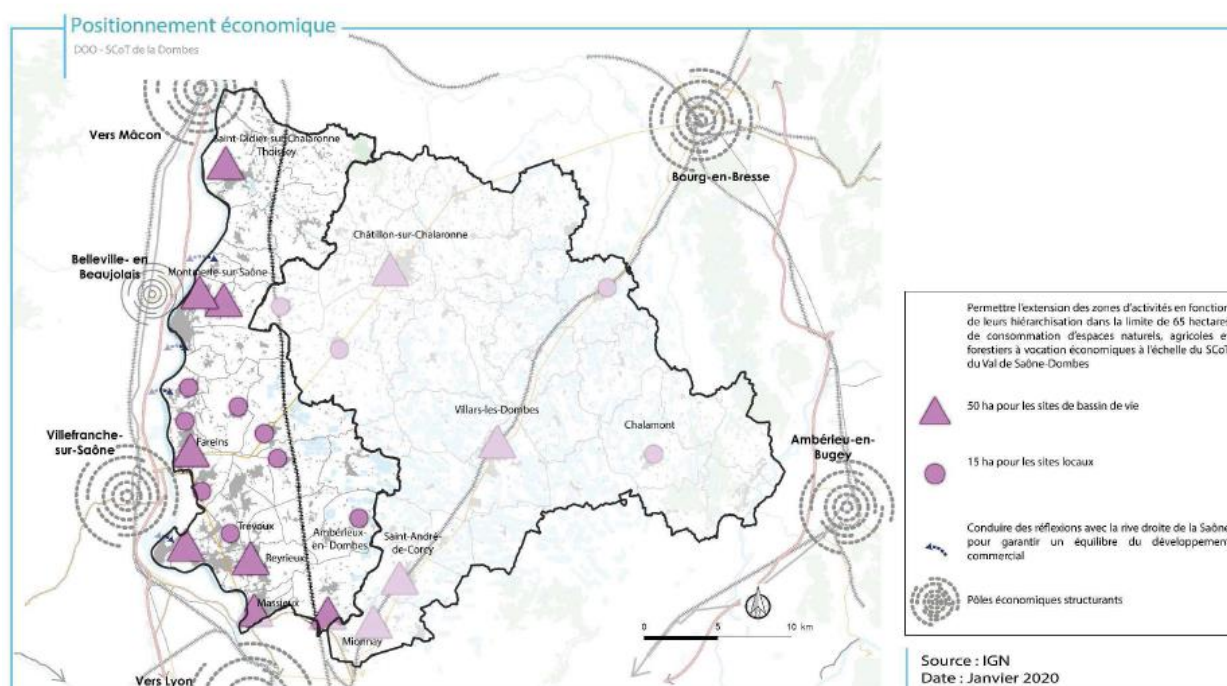 Positionnement économique
DOO - SCoT de la Dombes
Vers Mâcon
Saint-Didier-sur-Chalaronne
Thoissey
Bourg-en-Bresse
Châtillon-sur-Chalaronne
Belleville- en
Beaujolais
Montmerle-sur-Saône
Villars-les-Dombes
Chalamont
Villefranche-
sur-Saône
Fareins
Ambérieu-en-
Bugey
Trévoux
Ambérieux-
en- Dombes
Saint-André-
de-Corcy
Reyrieux
Massieux
Mionnay
Vers Lyon
0 5 10 km
Permettre l'extension des zones d'activités en fonction
de leurs hiérarchisation dans la limite de 65 hectares
de consommation d'espaces naturels, agricoles et
forestiers à vocation économiques à l'échelle du SCoT
du Val de Saône-Dombes
50 ha pour les sites de bassin de vie
15 ha pour les sites locaux
Conduire des réflexions avec la rive droite de la Saône
pour garantir un équilibre du développement
commercial
Pôles économiques structurants
Source : IGN
Date : Janvier 2020